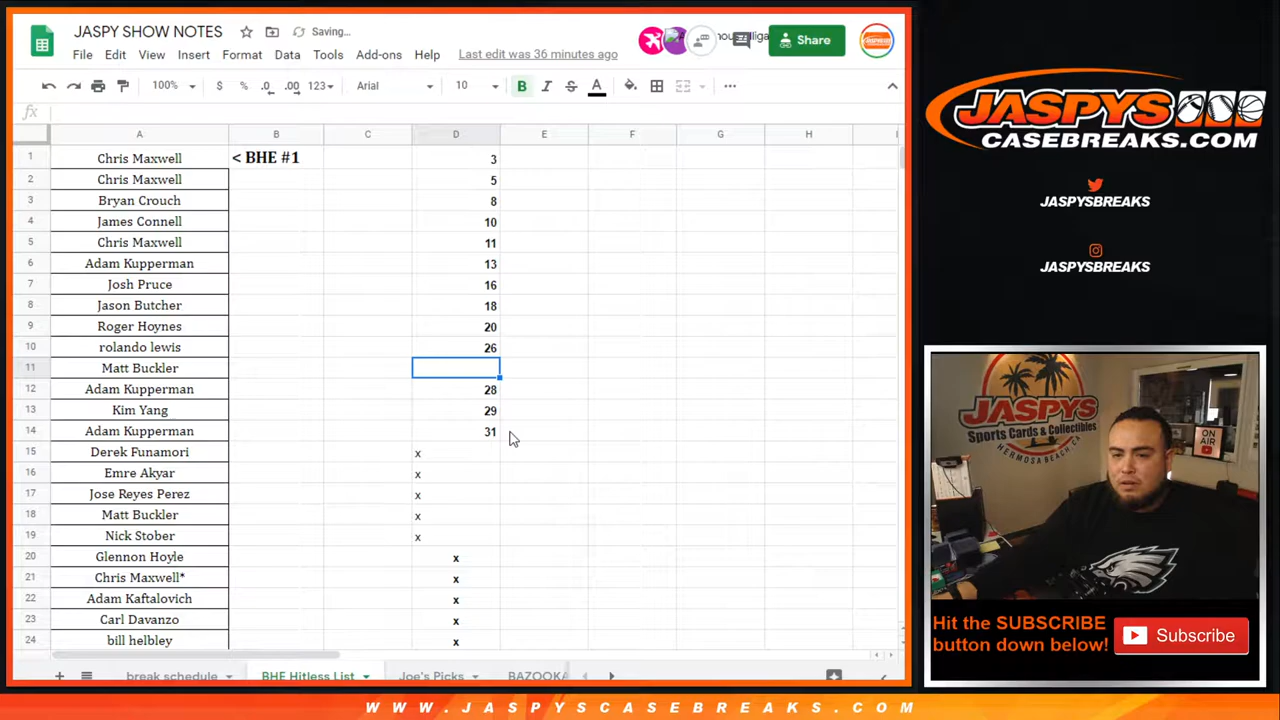 JASPY SHOW NOTES
Saving...
File Edit View Insert Format Data Tools Add-ons Help
Last edit was 36 minutes ago
Share
100% $ % .0 .00 123 Arial 10 B I S A
fx
A B C D E F G H
1 Chris Maxwell < BHE #1 3
2 Chris Maxwell 5
3 Bryan Crouch 8
4 James Connell 10
5 Chris Maxwell 11
6 Adam Kupperman 13
7 Josh Pruce 16
8 Jason Butcher 18
9 Roger Hoynes 20
10 rolando lewis 26
11 Matt Buckler
12 Adam Kupperman 28
13 Kim Yang 29
14 Adam Kupperman 31
15 Derek Funamori x
16 Emre Akyar x
17 Jose Reyes Perez x
18 Matt Buckler x
19 Nick Stober x
20 Glennon Hoyle x
21 Chris Maxwell* x
22 Adam Kaftalovich x
23 Carl Davanzo x
24 bill helbley x
break schedule BHE Hitless List Joe's Picks BAZOOKA
JASPYS
CASEBREAKS.COM
JASPYSBREAKS
JASPYSBREAKS
JASPYS
Sports Cards & Collectibles
HERMOSA BEACH, CA
ON
AIR
Hit the SUBSCRIBE
button down below!
Subscribe
WWW.JASPYSCASEBREAKS.COM